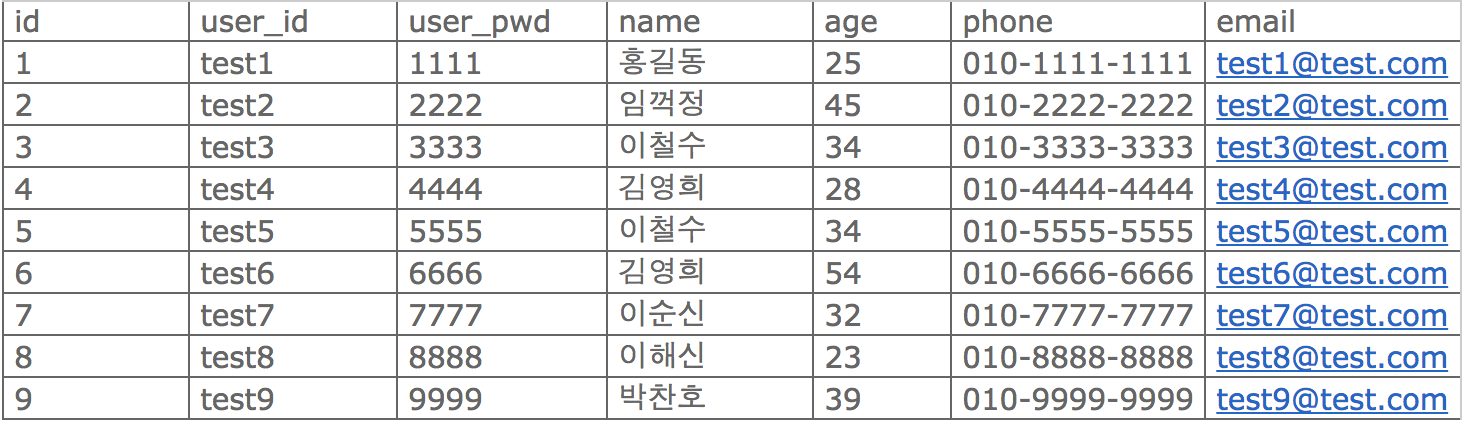 id user_id user_pwd name age phone email
1 test1 1111 홍길동 25 010-1111-1111 test1@test.com
2 test2 2222 임꺽정 45 010-2222-2222 test2@test.com
3 test3 3333 이철수 34 010-3333-3333 test3@test.com
4 test4 4444 김영희 28 010-4444-4444 test4@test.com
5 test5 5555 이철수 34 010-5555-5555 test5@test.com
6 test6 6666 김영희 54 010-6666-6666 test6@test.com
7 test7 7777 이순신 32 010-7777-7777 test7@test.com
8 test8 8888 이해신 23 010-8888-8888 test8@test.com
9 test9 9999 박찬호 39 010-9999-9999 test9@test.com